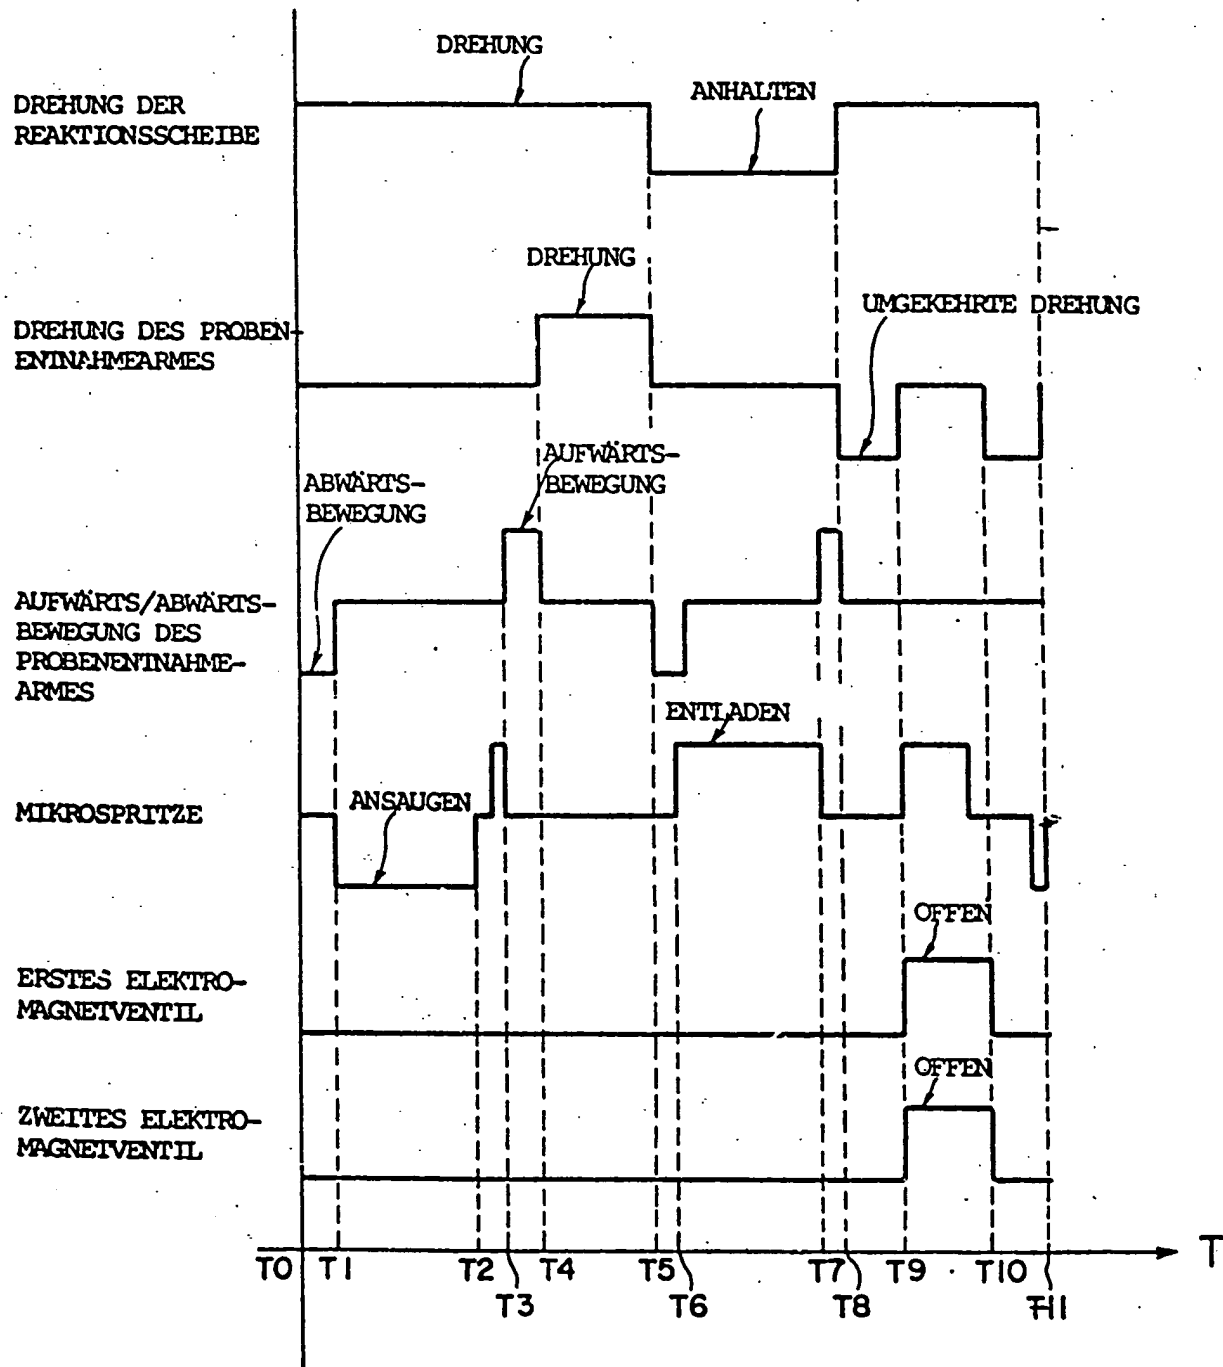 DREHUNG
ANHALTEN
DREHUNG DER
REAKTIONSSCHEIBE
DREHUNG
UMGEKEHRTE DREHUNG
DREHUNG DES PROBEN-
ENTNAHMEARMES
AUFWÄRTS-
BEWEGUNG
ABWÄRTS-
BEWEGUNG
AUFWÄRTS/ABWÄRTS-
BEWEGUNG DES
PROBENENTNAHME-
ARMES
ENTLADEN
ANSAUGEN
MIKROSPRITZE
OFFEN
ERSTES ELEKTRO-
MAGNETVENTIL
OFFEN
ZWEITES ELEKTRO-
MAGNETVENTIL
T
T0 T1 T2 T4 T5 T7 T9 T10
T3 T6 T8 T11